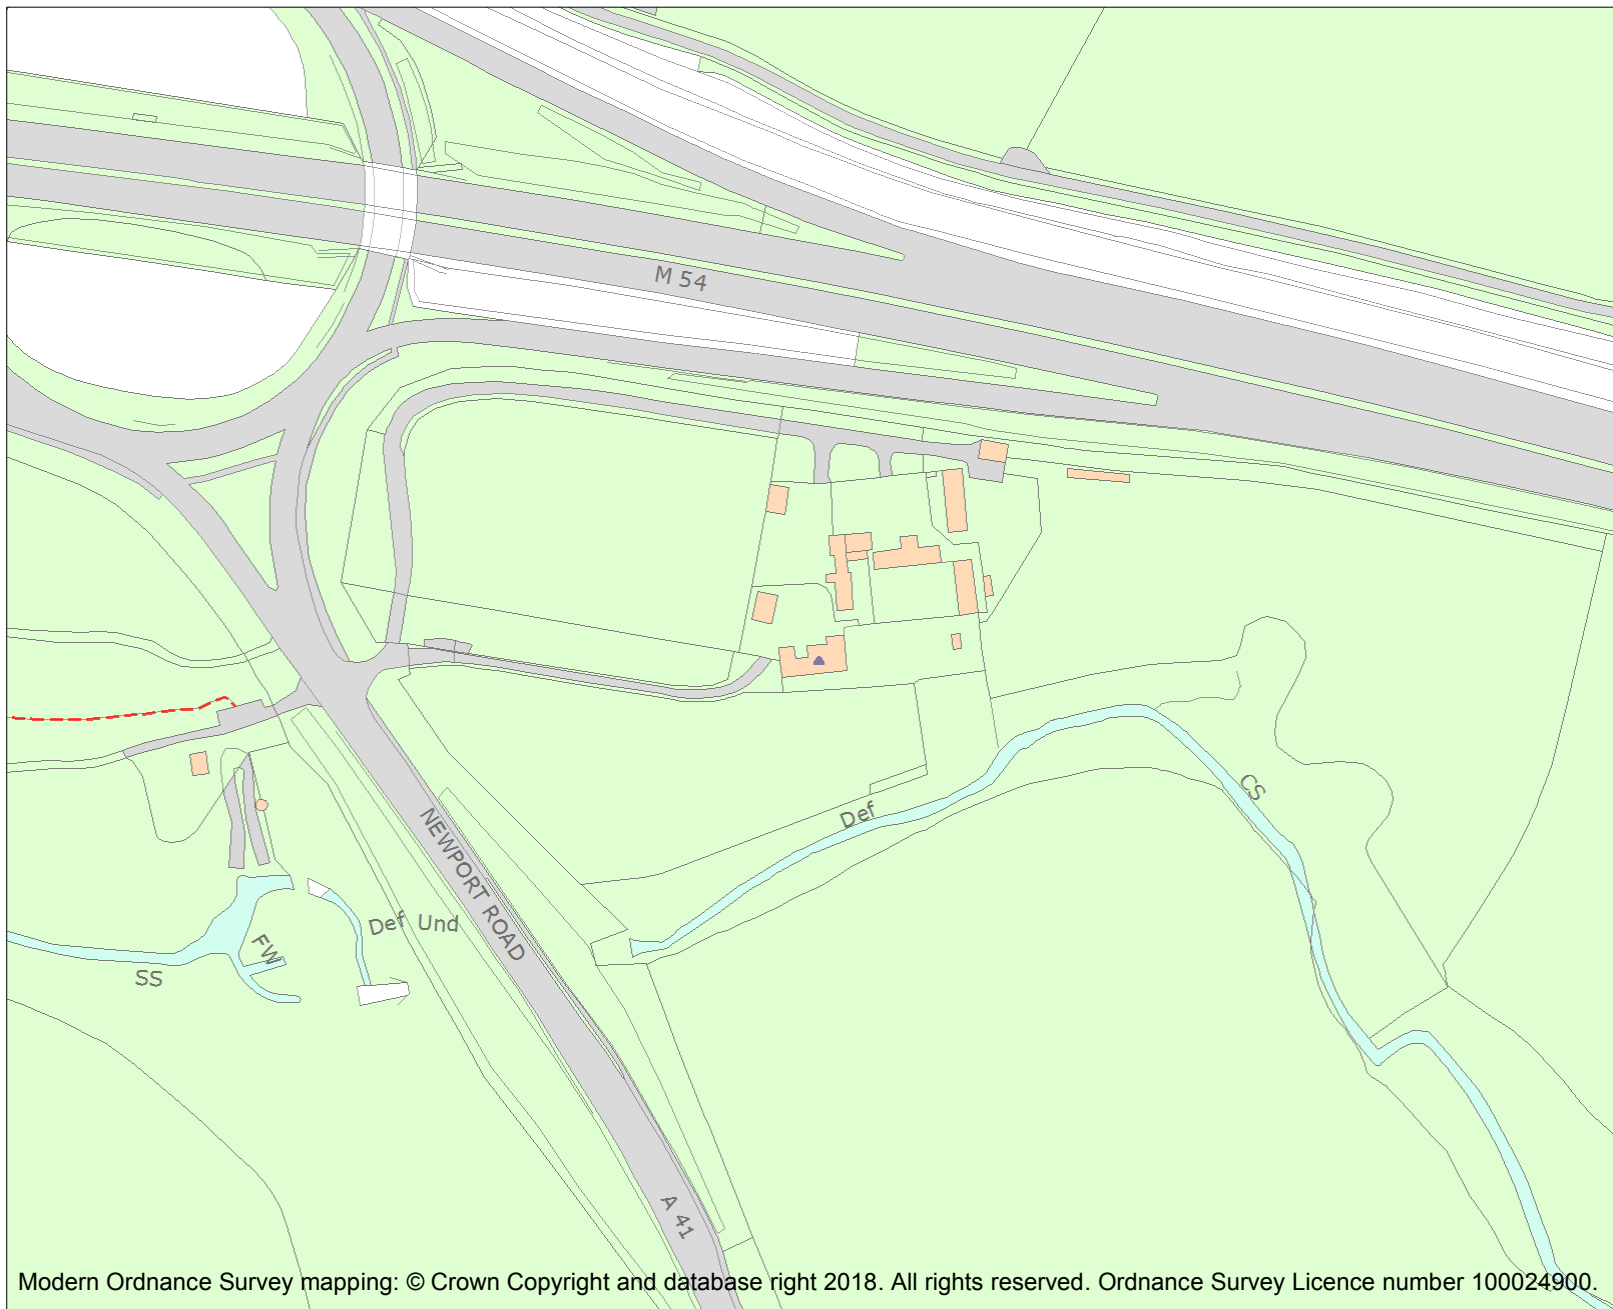 M 54
CS
Def
NEWPORT ROAD
Def Und
FW
SS
A 41
Modern Ordnance Survey mapping: © Crown Copyright and database right 2018. All rights reserved. Ordnance Survey Licence number 100024900.